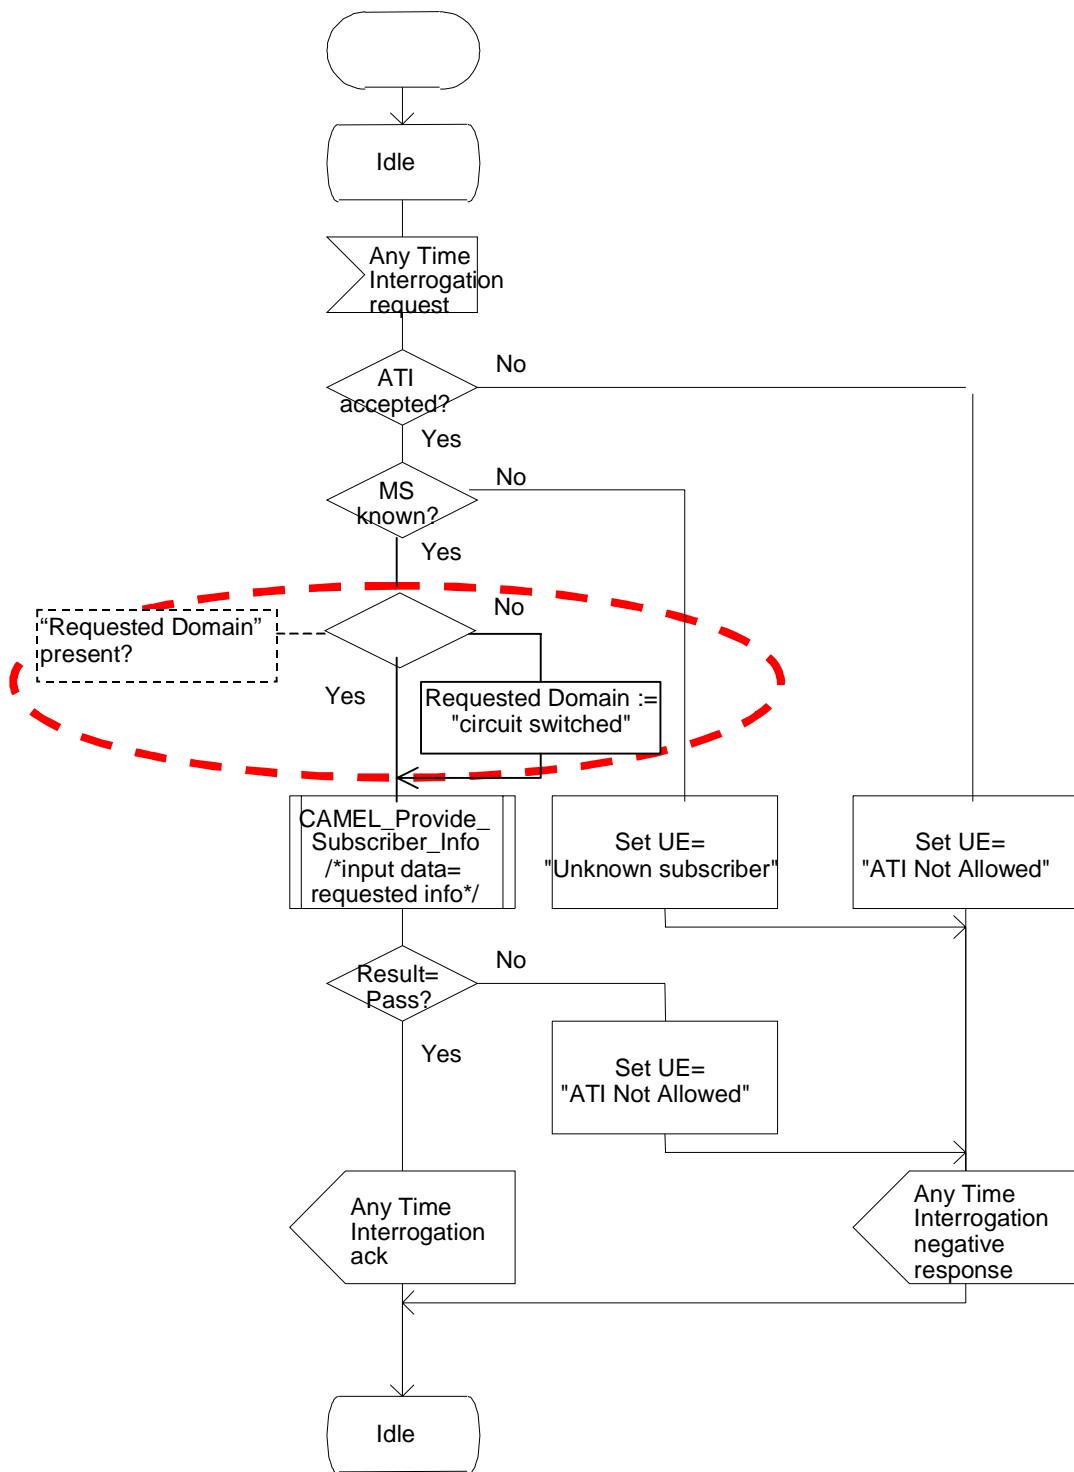 Idle
Any Time
Interrogation
request
No
ATI
accepted?
Yes
No
MS
known?
Yes
“Requested Domain”
present?
No
Yes
Requested Domain :=
"circuit switched"
CAMEL_Provide_
Subscriber_Info
/*input data=
requested info*/
Set UE=
"Unknown subscriber"
Set UE=
"ATI Not Allowed"
Result=
Pass?
No
Yes
Set UE=
"ATI Not Allowed"
Any Time
Interrogation
ack
Any Time
Interrogation
negative
response
Idle